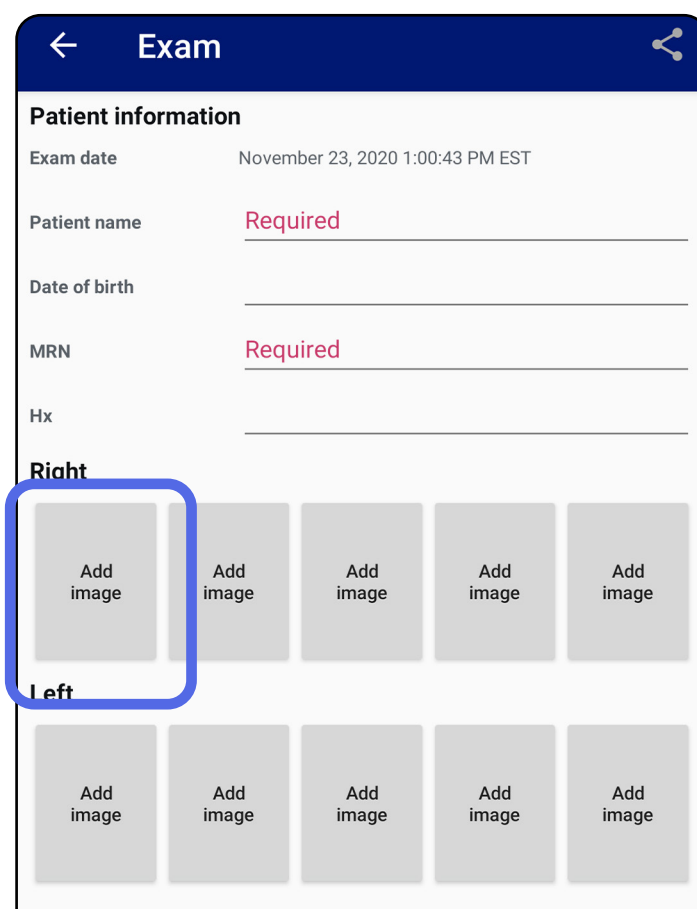 Exam
Patient information
Exam date November 23, 2020 1:00:43 PM EST
Patient name Required
Date of birth
MRN Required
Hx
Right
Add image Add image Add image Add image Add image
Left
Add image Add image Add image Add image Add image